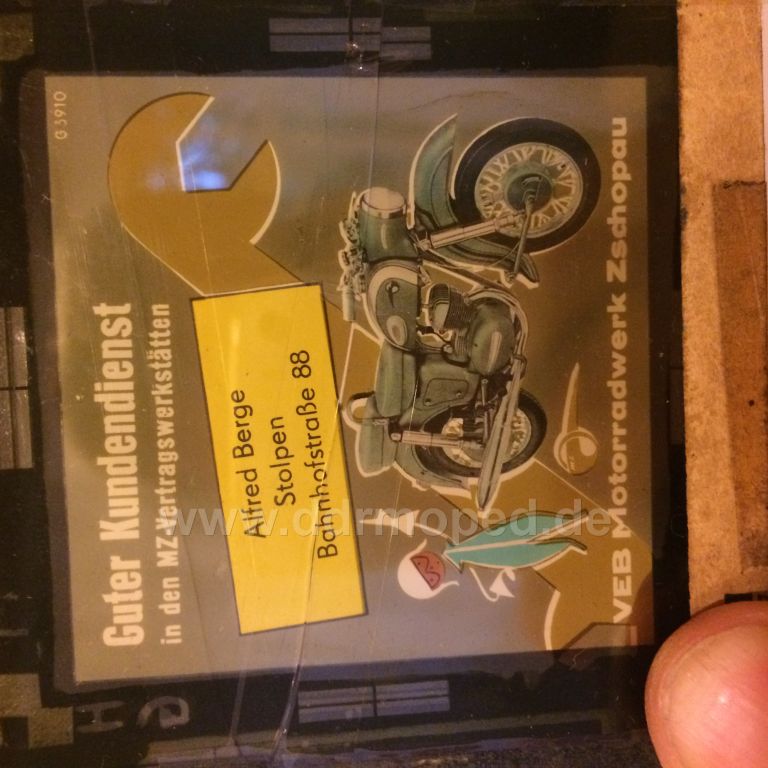 G 3910
Guter Kundendienst
in den MZ-Vertragswerkstätten
Alfred Berge
Stolpen
Bahnhofstraße 88
www.ddrmoped.de
VEB Motorradwerk Zschopau